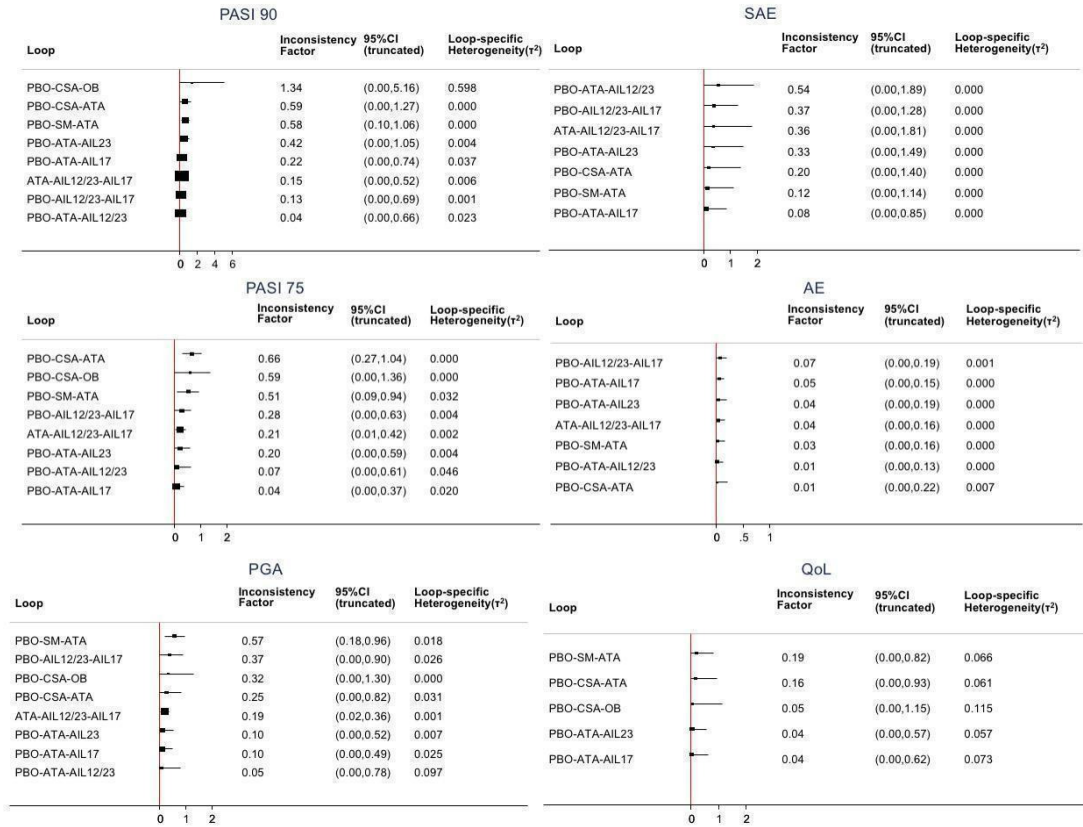 PASI 90
Loop Inconsistency Factor 95%CI (truncated) Loop-specific Heterogeneity(τ²)
PBO-CSA-OB 1.34 (0.00,5.16) 0.598
PBO-CSA-ATA 0.59 (0.00,1.27) 0.000
PBO-SM-ATA 0.58 (0.10,1.06) 0.000
PBO-ATA-AIL23 0.42 (0.00,1.05) 0.004
PBO-ATA-AIL17 0.22 (0.00,0.74) 0.037
ATA-AIL12/23-AIL17 0.15 (0.00,0.52) 0.006
PBO-AIL12/23-AIL17 0.13 (0.00,0.69) 0.001
PBO-ATA-AIL12/23 0.04 (0.00,0.66) 0.023
0 2 4 6
SAE
Loop Inconsistency Factor 95%CI (truncated) Loop-specific Heterogeneity(τ²)
PBO-ATA-AIL12/23 0.54 (0.00,1.89) 0.000
PBO-AIL12/23-AIL17 0.37 (0.00,1.28) 0.000
ATA-AIL12/23-AIL17 0.36 (0.00,1.81) 0.000
PBO-ATA-AIL23 0.33 (0.00,1.49) 0.000
PBO-CSA-ATA 0.20 (0.00,1.40) 0.000
PBO-SM-ATA 0.12 (0.00,1.14) 0.000
PBO-ATA-AIL17 0.08 (0.00,0.85) 0.000
0 1 2
PASI 75
Loop Inconsistency Factor 95%CI (truncated) Loop-specific Heterogeneity(τ²)
PBO-CSA-ATA 0.66 (0.27,1.04) 0.000
PBO-CSA-OB 0.59 (0.00,1.36) 0.000
PBO-SM-ATA 0.51 (0.09,0.94) 0.032
PBO-AIL12/23-AIL17 0.28 (0.00,0.63) 0.004
ATA-AIL12/23-AIL17 0.21 (0.01,0.42) 0.002
PBO-ATA-AIL23 0.20 (0.00,0.59) 0.004
PBO-ATA-AIL12/23 0.07 (0.00,0.61) 0.046
PBO-ATA-AIL17 0.04 (0.00,0.37) 0.020
0 1 2
AE
Loop Inconsistency Factor 95%CI (truncated) Loop-specific Heterogeneity(τ²)
PBO-AIL12/23-AIL17 0.07 (0.00,0.19) 0.001
PBO-ATA-AIL17 0.05 (0.00,0.15) 0.000
PBO-ATA-AIL23 0.04 (0.00,0.19) 0.000
ATA-AIL12/23-AIL17 0.04 (0.00,0.16) 0.000
PBO-SM-ATA 0.03 (0.00,0.16) 0.000
PBO-ATA-AIL12/23 0.01 (0.00,0.13) 0.000
PBO-CSA-ATA 0.01 (0.00,0.22) 0.007
0 .5 1
PGA
Loop Inconsistency Factor 95%CI (truncated) Loop-specific Heterogeneity(τ²)
PBO-SM-ATA 0.57 (0.18,0.96) 0.018
PBO-AIL12/23-AIL17 0.37 (0.00,0.90) 0.026
PBO-CSA-OB 0.32 (0.00,1.30) 0.000
PBO-CSA-ATA 0.25 (0.00,0.82) 0.031
ATA-AIL12/23-AIL17 0.19 (0.02,0.36) 0.001
PBO-ATA-AIL23 0.10 (0.00,0.52) 0.007
PBO-ATA-AIL17 0.10 (0.00,0.49) 0.025
PBO-ATA-AIL12/23 0.05 (0.00,0.78) 0.097
0 1 2
QoL
Loop Inconsistency Factor 95%CI (truncated) Loop-specific Heterogeneity(τ²)
PBO-SM-ATA 0.19 (0.00,0.82) 0.066
PBO-CSA-ATA 0.16 (0.00,0.93) 0.061
PBO-CSA-OB 0.05 (0.00,1.15) 0.115
PBO-ATA-AIL23 0.04 (0.00,0.57) 0.057
PBO-ATA-AIL17 0.04 (0.00,0.62) 0.073
0 1 2